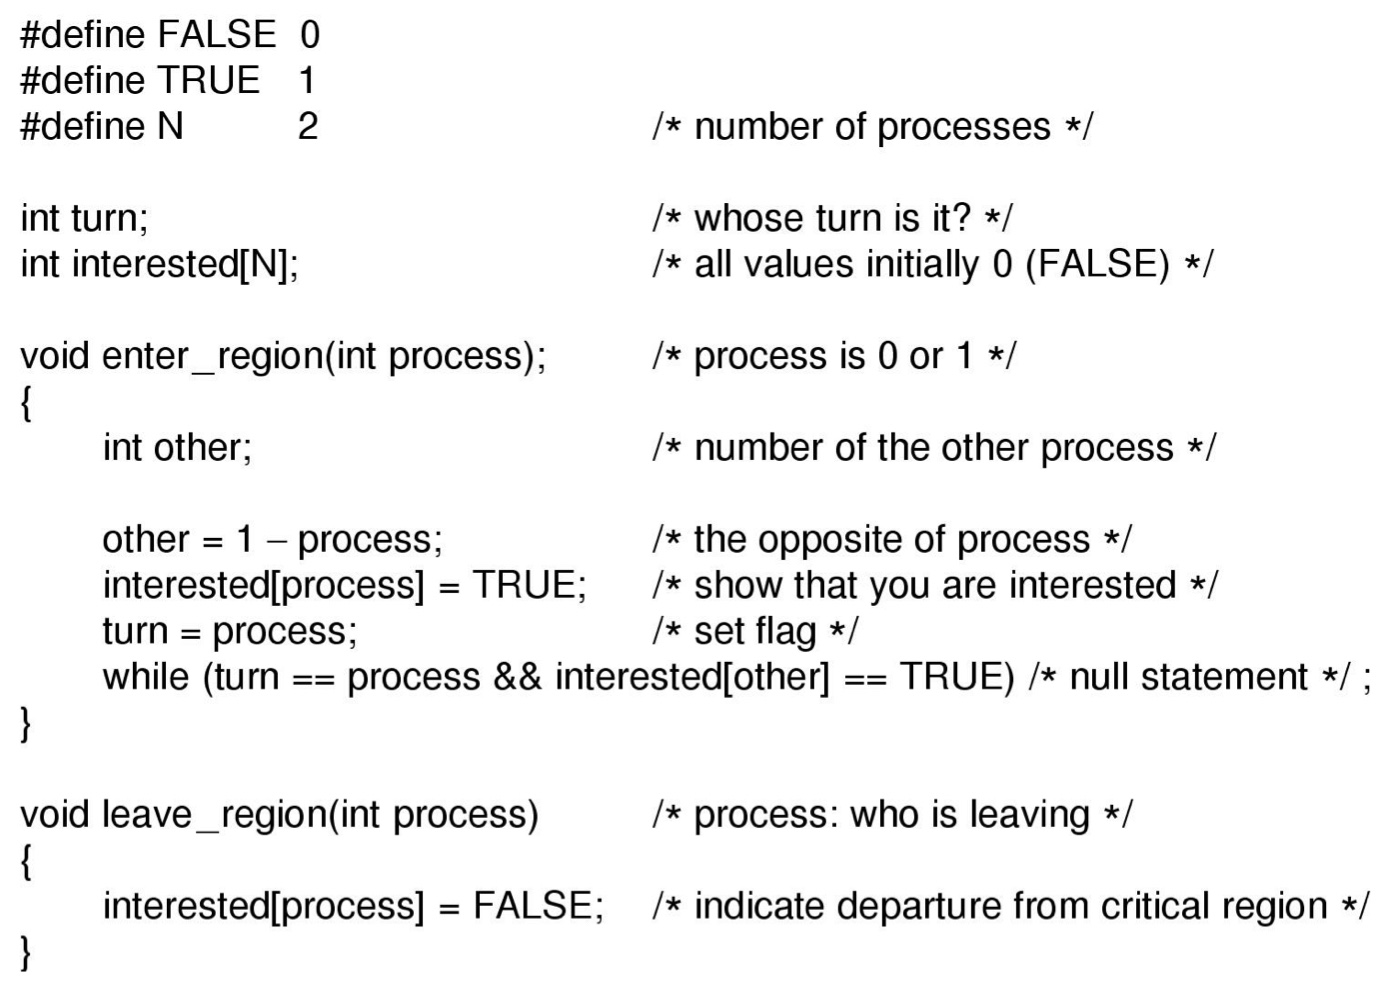 #define FALSE 0
#define TRUE 1
#define N 2 /* number of processes */
int turn; /* whose turn is it? */
int interested[N]; /* all values initially 0 (FALSE) */
void enter_region(int process); /* process is 0 or 1 */
{
int other; /* number of the other process */
other = 1 – process; /* the opposite of process */
interested[process] = TRUE; /* show that you are interested */
turn = process; /* set flag */
while (turn == process && interested[other] == TRUE) /* null statement */ ;
}
void leave_region(int process) /* process: who is leaving */
{
interested[process] = FALSE; /* indicate departure from critical region */
}